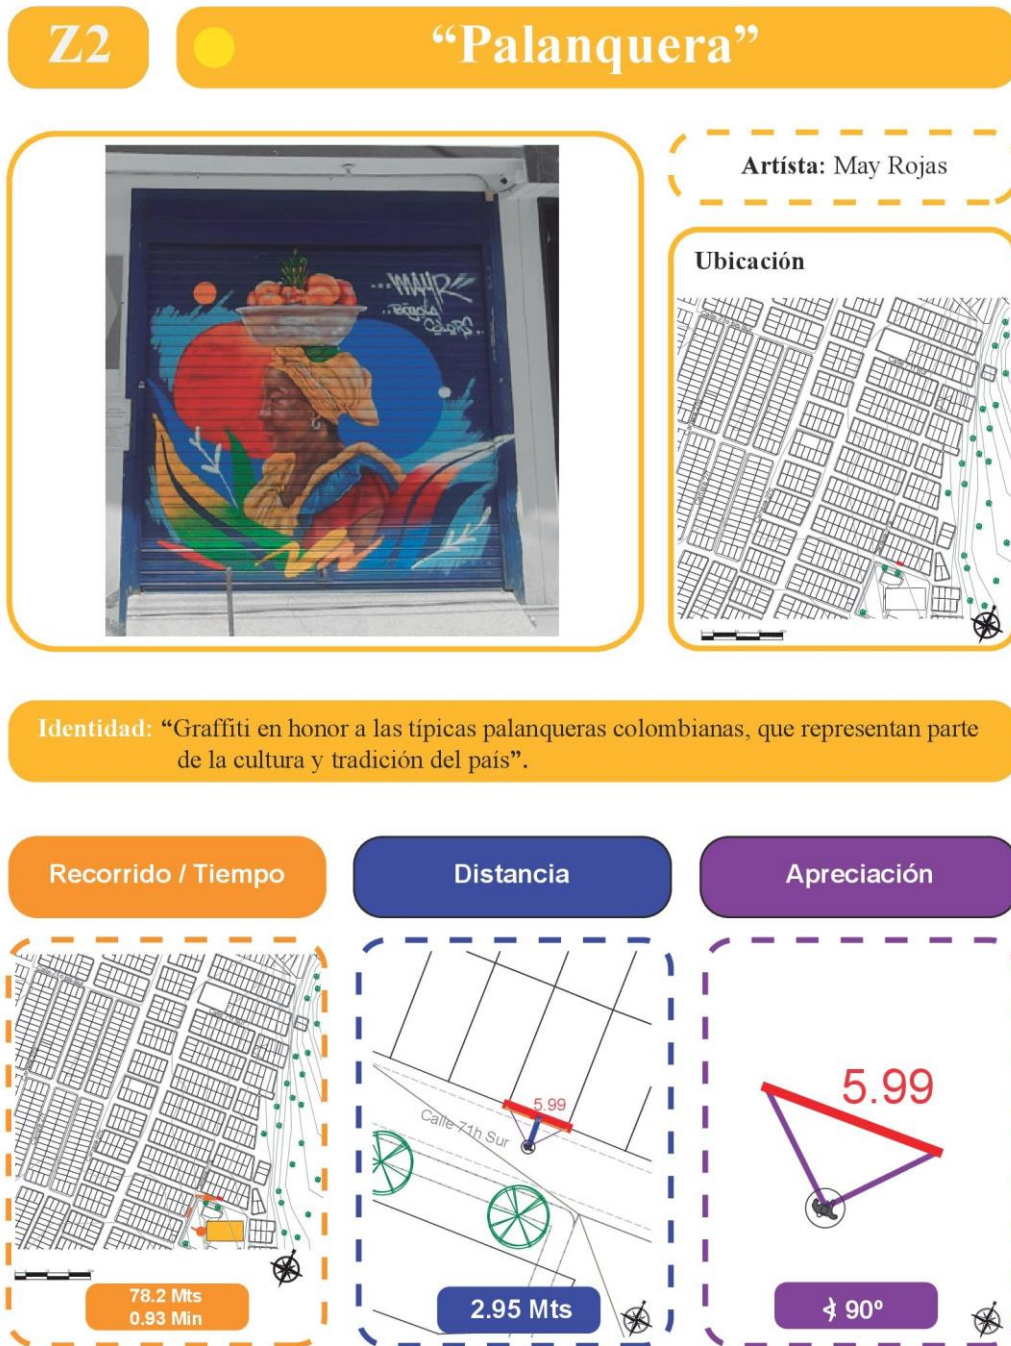 Z2
“Palanquera”
Artísta: May Rojas
Ubicación
Bogota
Colors
Identidad: “Graffiti en honor a las típicas palanqueras colombianas, que representan parte
de la cultura y tradición del país”.
Recorrido / Tiempo
Distancia
Apreciación
78.2 Mts
0.93 Min
5.99
Calle 71h Sur
2.95 Mts
5.99
∢ 90º